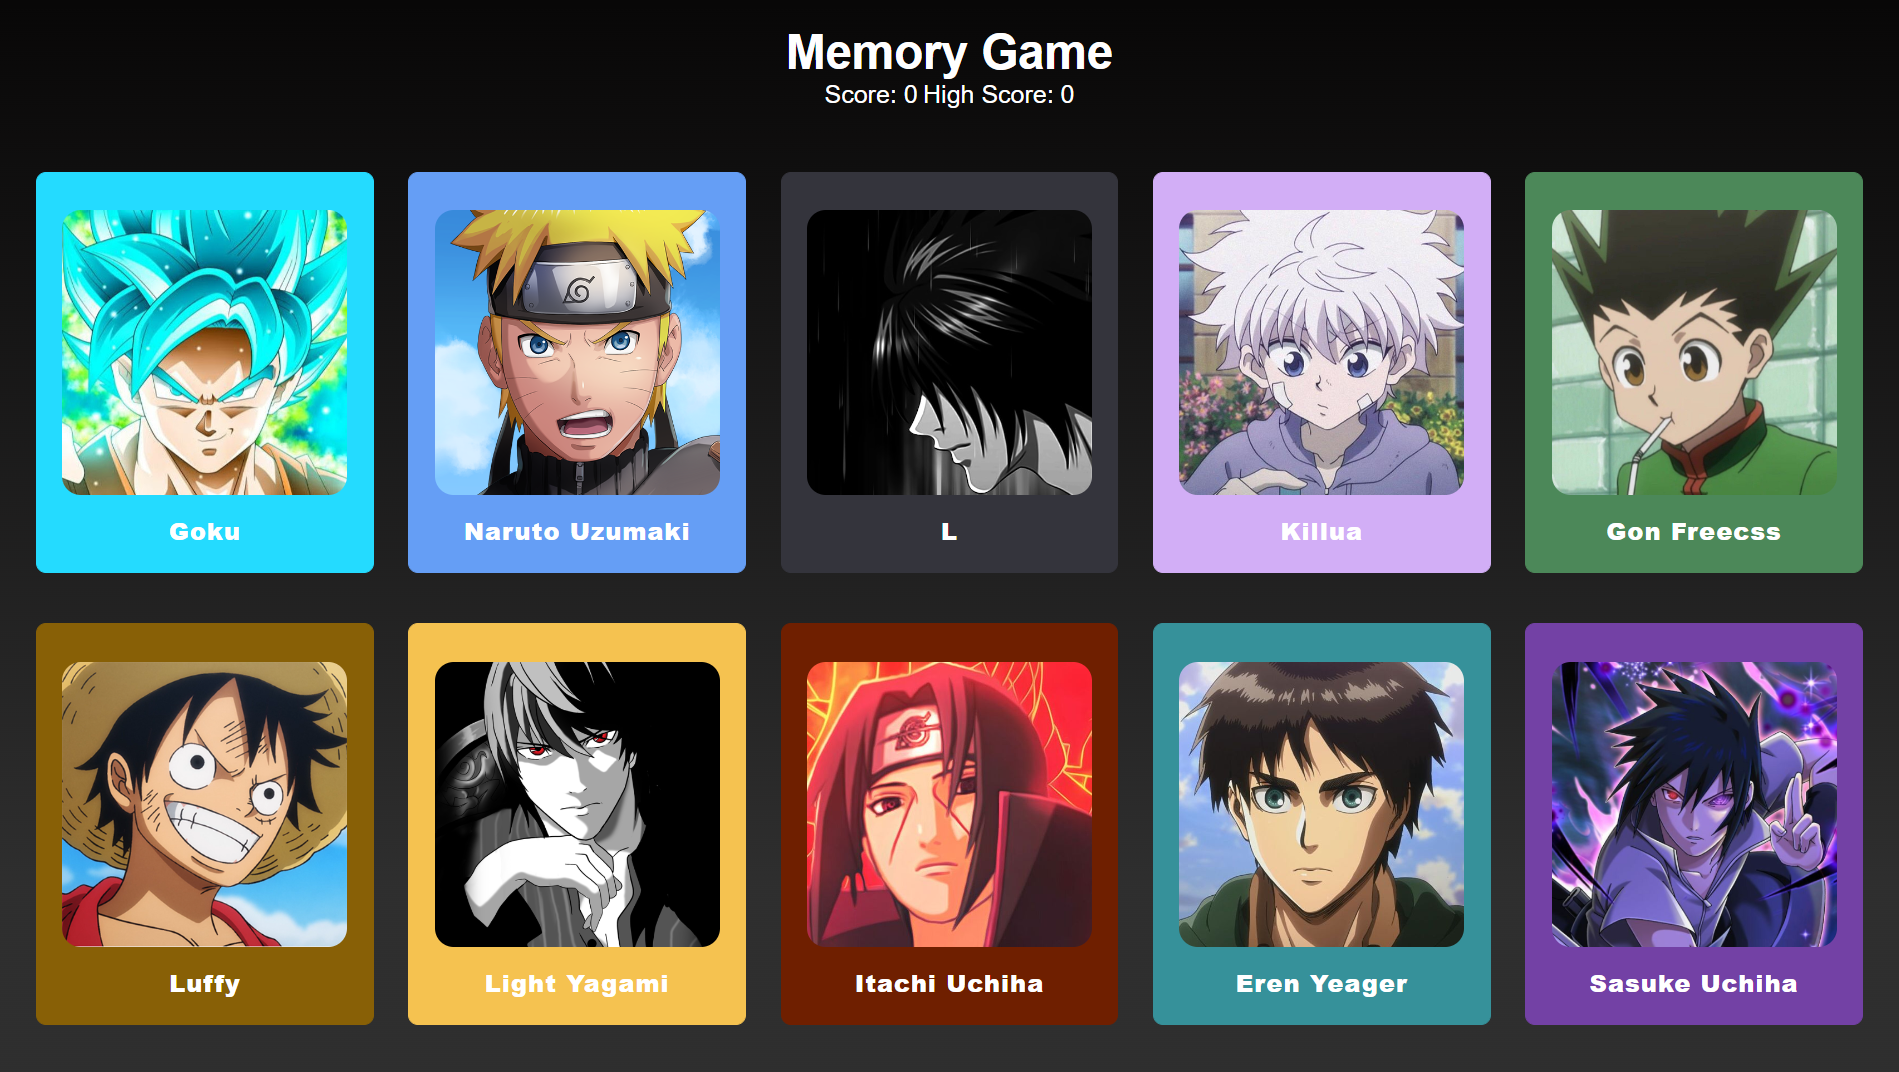 Memory Game
Score: 0 High Score: 0
Goku
Naruto Uzumaki
L
Killua
Gon Freecss
Luffy
Light Yagami
Itachi Uchiha
Eren Yeager
Sasuke Uchiha